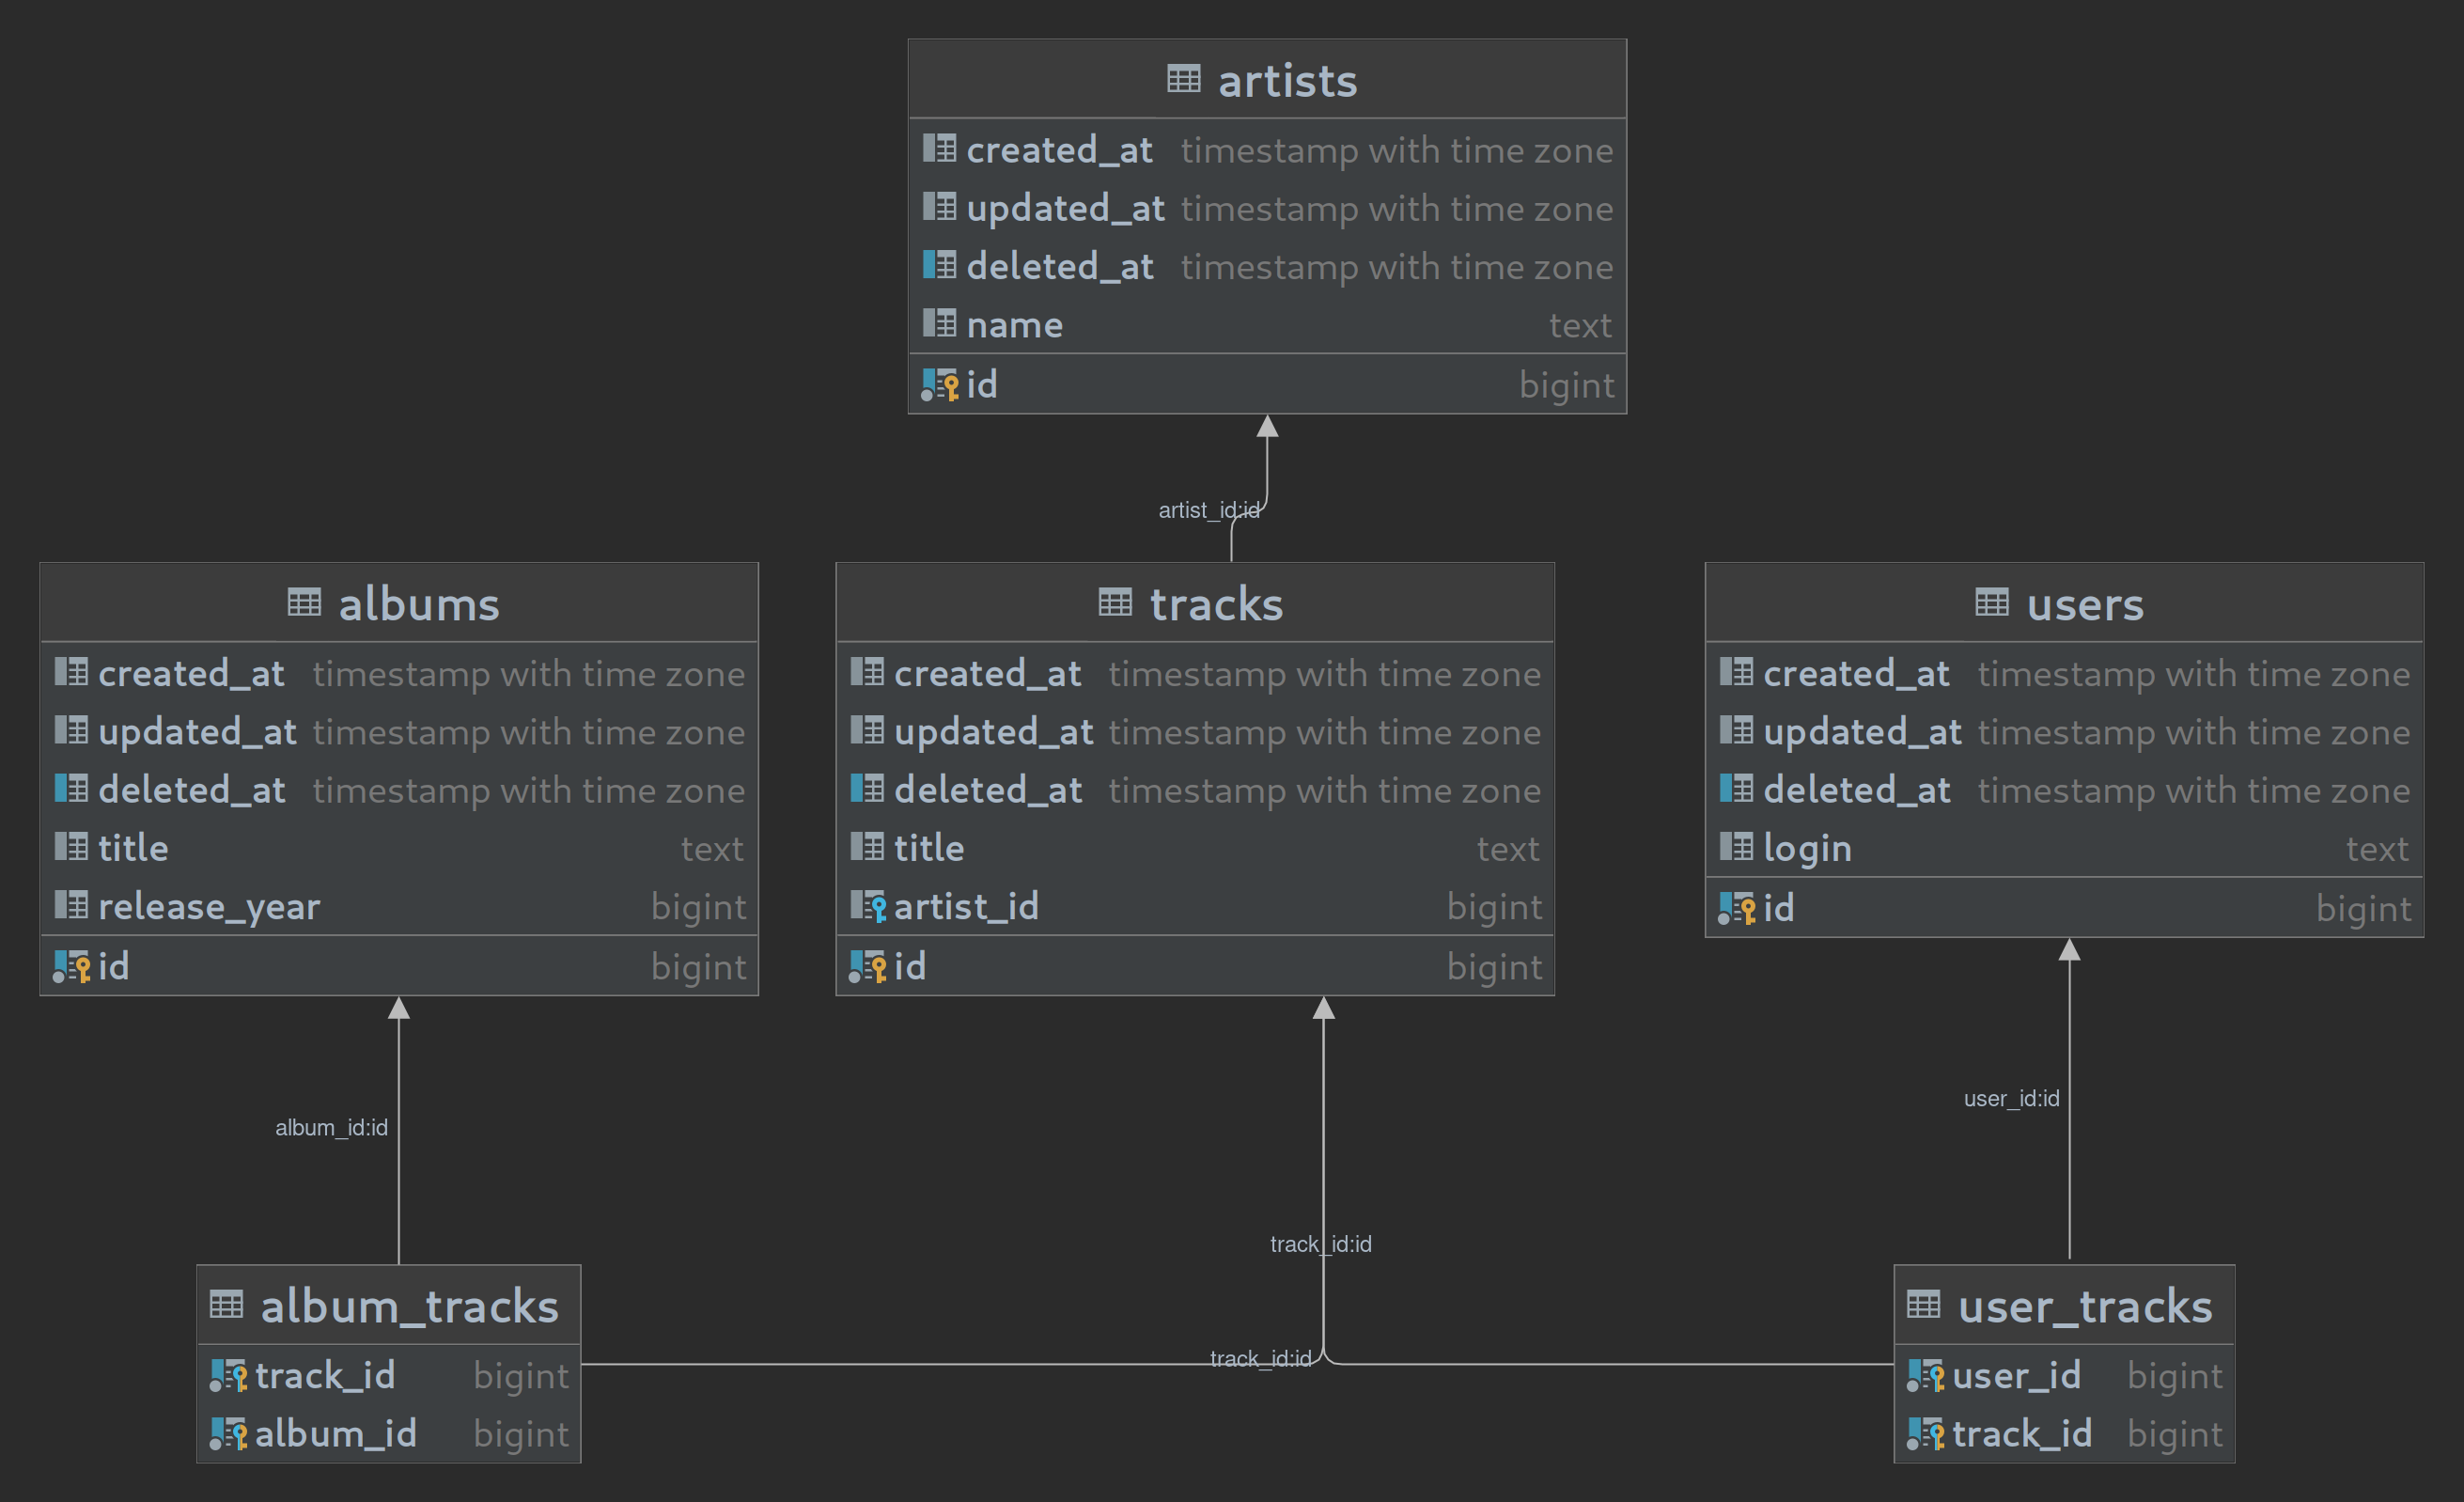 artists
created_at timestamp with time zone
updated_at timestamp with time zone
deleted_at timestamp with time zone
name text
id bigint
artist_id:id
albums
created_at timestamp with time zone
updated_at timestamp with time zone
deleted_at timestamp with time zone
title text
release_year bigint
id bigint
tracks
created_at timestamp with time zone
updated_at timestamp with time zone
deleted_at timestamp with time zone
title text
artist_id bigint
id bigint
users
created_at timestamp with time zone
updated_at timestamp with time zone
deleted_at timestamp with time zone
login text
id bigint
album_id:id
user_id:id
track_id:id
track_id:id
album_tracks
track_id bigint
album_id bigint
user_tracks
user_id bigint
track_id bigint